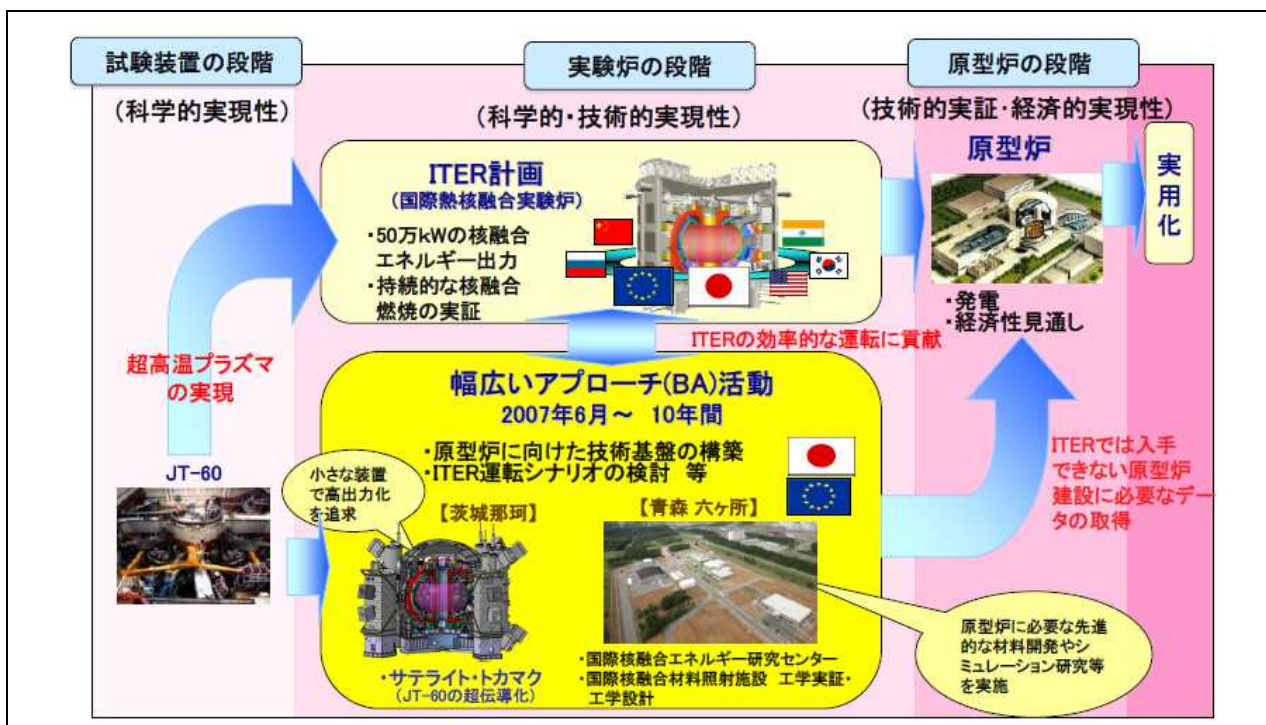 試験装置の段階
(科学的実現性)
実験炉の段階
(科学的・技術的実現性)
原型炉の段階
(技術的実証・経済的実現性)
ITER計画
(国際熱核融合実験炉)
・50万kWの核融合
エネルギー出力
・持続的な核融合
燃焼の実証
原型炉
・発電
・経済性見通し
実用化
超高温プラズマ
の実現
JT-60
ITERの効率的な運転に貢献
幅広いアプローチ(BA)活動
2007年6月～ 10年間
・原型炉に向けた技術基盤の構築
・ITER運転シナリオの検討 等
小さな装置
で高出力化
を追求
【茨城那珂】
・サテライト・トカマク
(JT-60の超伝導化)
【青森 六ヶ所】
・国際核融合エネルギー研究センター
・国際核融合材料照射施設 工学実証・
工学設計
ITERでは入手
できない原型炉
建設に必要なデー
タの取得
原型炉に必要な先進
的な材料開発やシ
ミュレーション研究等
を実施